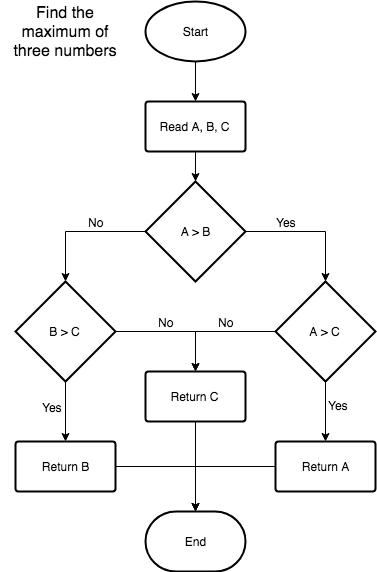 Find the
maximum of
three numbers
Start
Read A, B, C
A > B
No
Yes
B > C
No
No
A > C
Return C
Yes
Yes
Return B
Return A
End